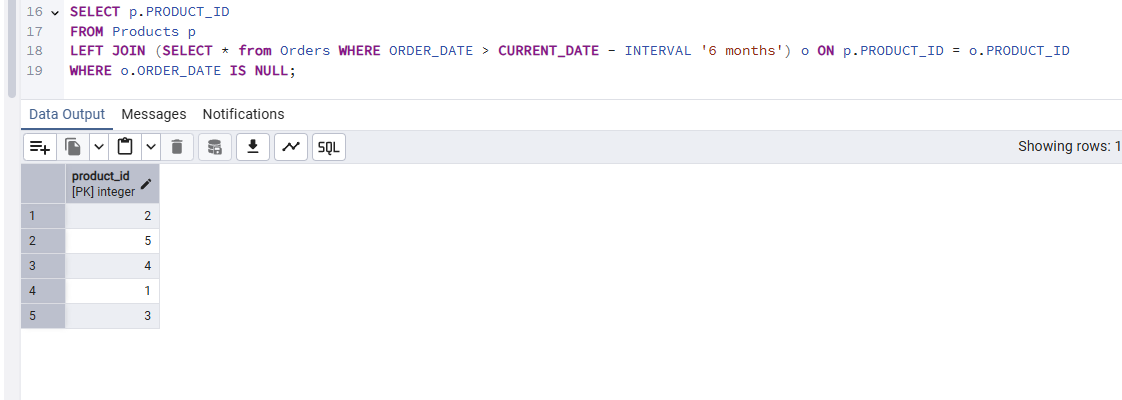 16 SELECT p.PRODUCT_ID
17 FROM Products p
18 LEFT JOIN (SELECT * from Orders WHERE ORDER_DATE > CURRENT_DATE - INTERVAL '6 months') o ON p.PRODUCT_ID = o.PRODUCT_ID
19 WHERE o.ORDER_DATE IS NULL;
Data Output Messages Notifications
SQL Showing rows: 1
product_id
[PK] integer
1 2
2 5
3 4
4 1
5 3